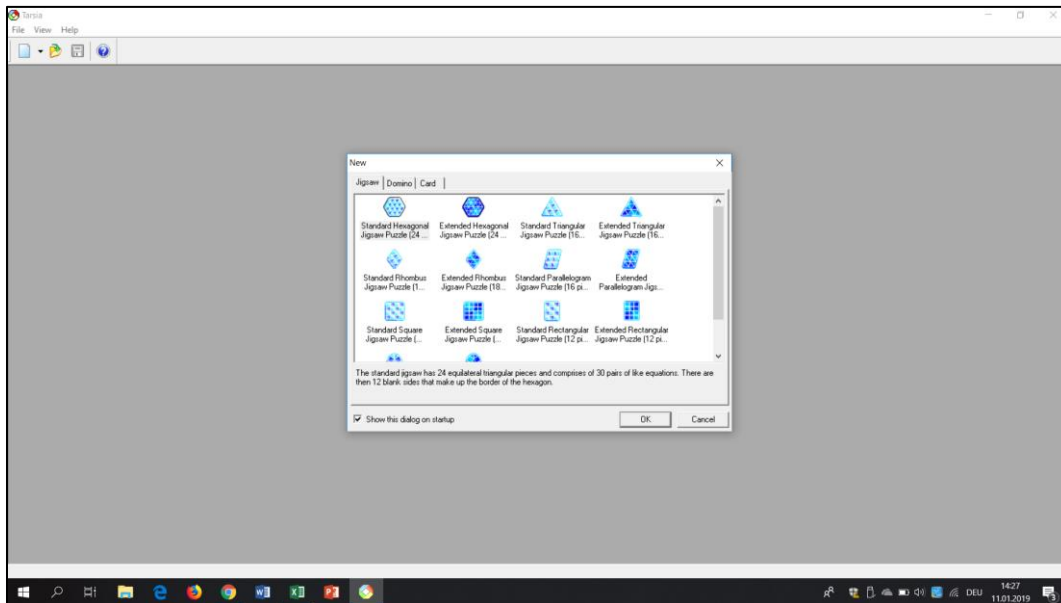 Tarsia
File View Help
New
Jigsaw Domino Card
Standard Hexagonal Extended Hexagonal Standard Triangular Extended Triangular
Jigsaw Puzzle (24 ... Jigsaw Puzzle (24 ... Jigsaw Puzzle (16... Jigsaw Puzzle (16...
Standard Rhombus Extended Rhombus Standard Parallelogram Extended
Jigsaw Puzzle (1... Jigsaw Puzzle (18... Jigsaw Puzzle (16 pi... Parallelogram Jigs...
Standard Square Extended Square Standard Rectangular Extended Rectangular
Jigsaw Puzzle (... Jigsaw Puzzle (... Jigsaw Puzzle (12 pi... Jigsaw Puzzle (12 pi...
The standard jigsaw has 24 equilateral triangular pieces and comprises of 30 pairs of like equations. There are
then 12 blank sides that make up the border of the hexagon.
Show this dialog on startup OK Cancel
DEU 14:27
11.01.2019